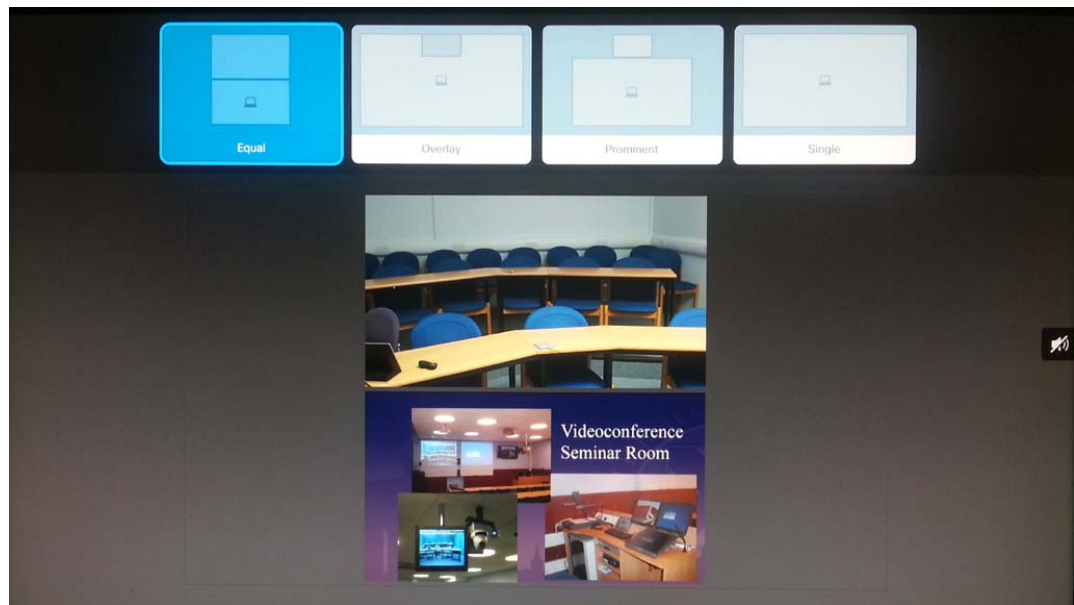 Equal
Overlay
Prominent
Single
Videoconference
Seminar Room